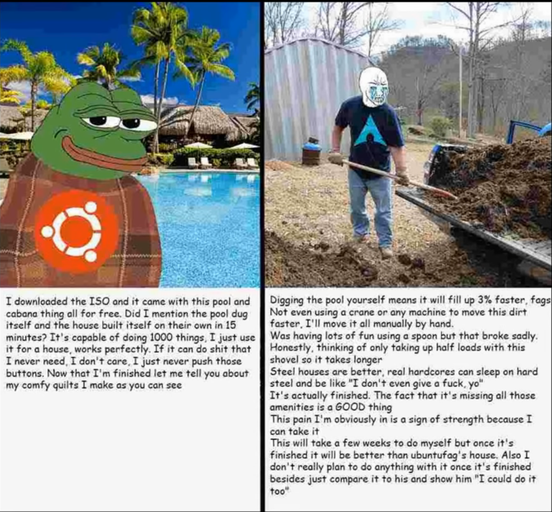 I downloaded the ISO and it came with this pool and
cabana thing all for free. Did I mention the pool dug
itself and the house built itself on their own in 15
minutes? It's capable of doing 1000 things, I just use
it for a house, works perfectly. If it can do shit that
I never need, I don't care, I just never push those
buttons. Now that I'm finished let me tell you about
my comfy quilts I make as you can see
Digging the pool yourself means it will fill up 3% faster, fags
Not even using a crane or any machine to move this dirt
faster, I'll move it all manually by hand.
Was having lots of fun using a spoon but that broke sadly.
Honestly, thinking of only taking up half loads with this
shovel so it takes longer
Steel houses are better, real hardcores can sleep on hard
steel and be like "I don't even give a fuck, yo"
It's actually finished. The fact that it's missing all those
amenities is a GOOD thing
This pain I'm obviously in is a sign of strength because I
can take it
This will take a few weeks to do myself but once it's
finished it will be better than ubuntufag's house. Also I
don't really plan to do anything with it once it's finished
besides just compare it to his and show him "I could do it
too"